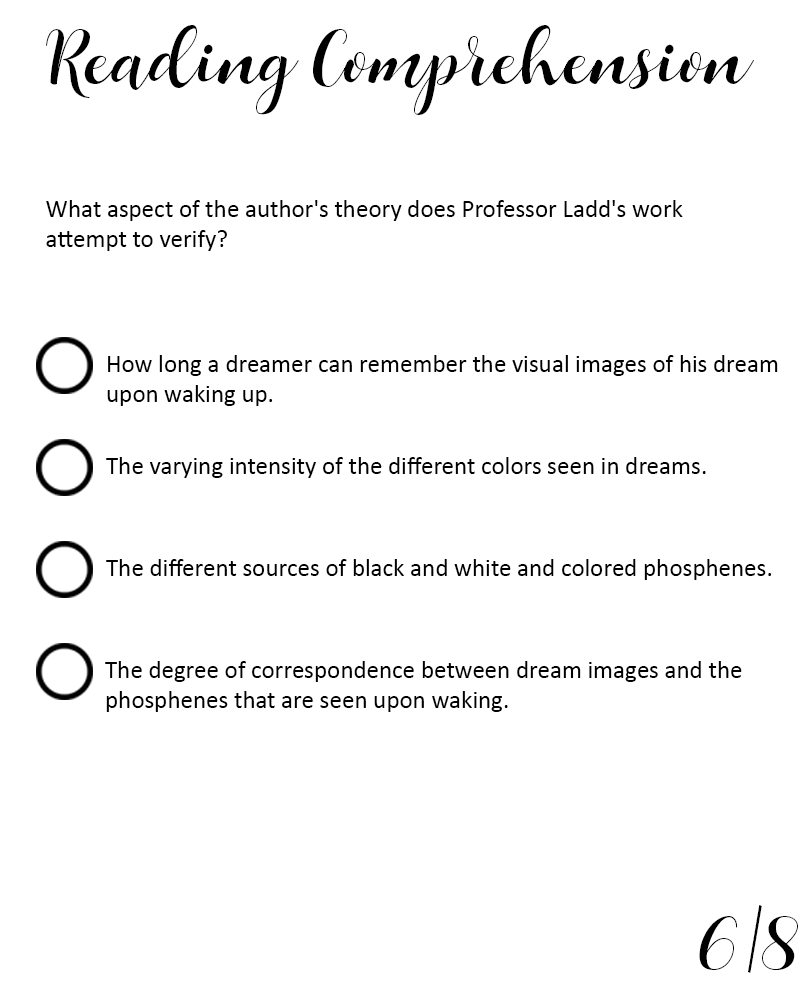 Reading Comprehension
What aspect of the author's theory does Professor Ladd's work
attempt to verify?
How long a dreamer can remember the visual images of his dream
upon waking up.
The varying intensity of the different colors seen in dreams.
The different sources of black and white and colored phosphenes.
The degree of correspondence between dream images and the
phosphenes that are seen upon waking.
6/8